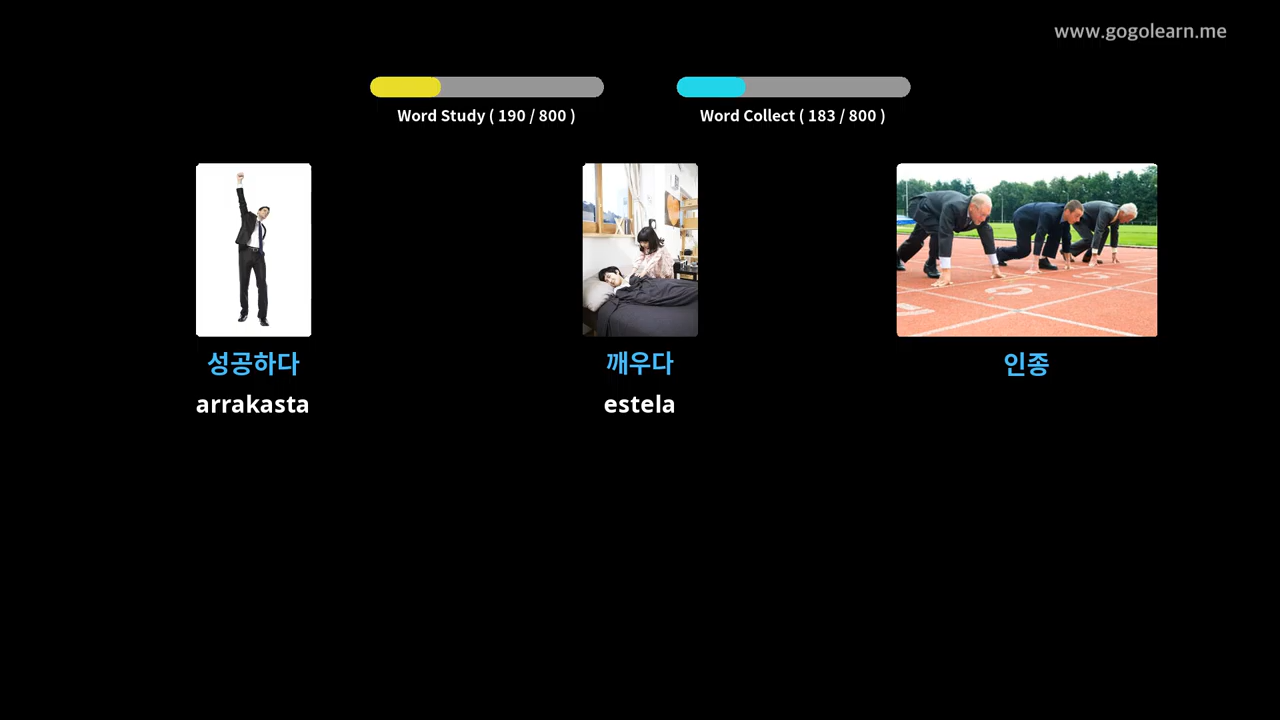 www.gogolearn.me
Word Study ( 190 / 800 )
Word Collect ( 183 / 800 )
성공하다
깨우다
인종
arrakasta
estela